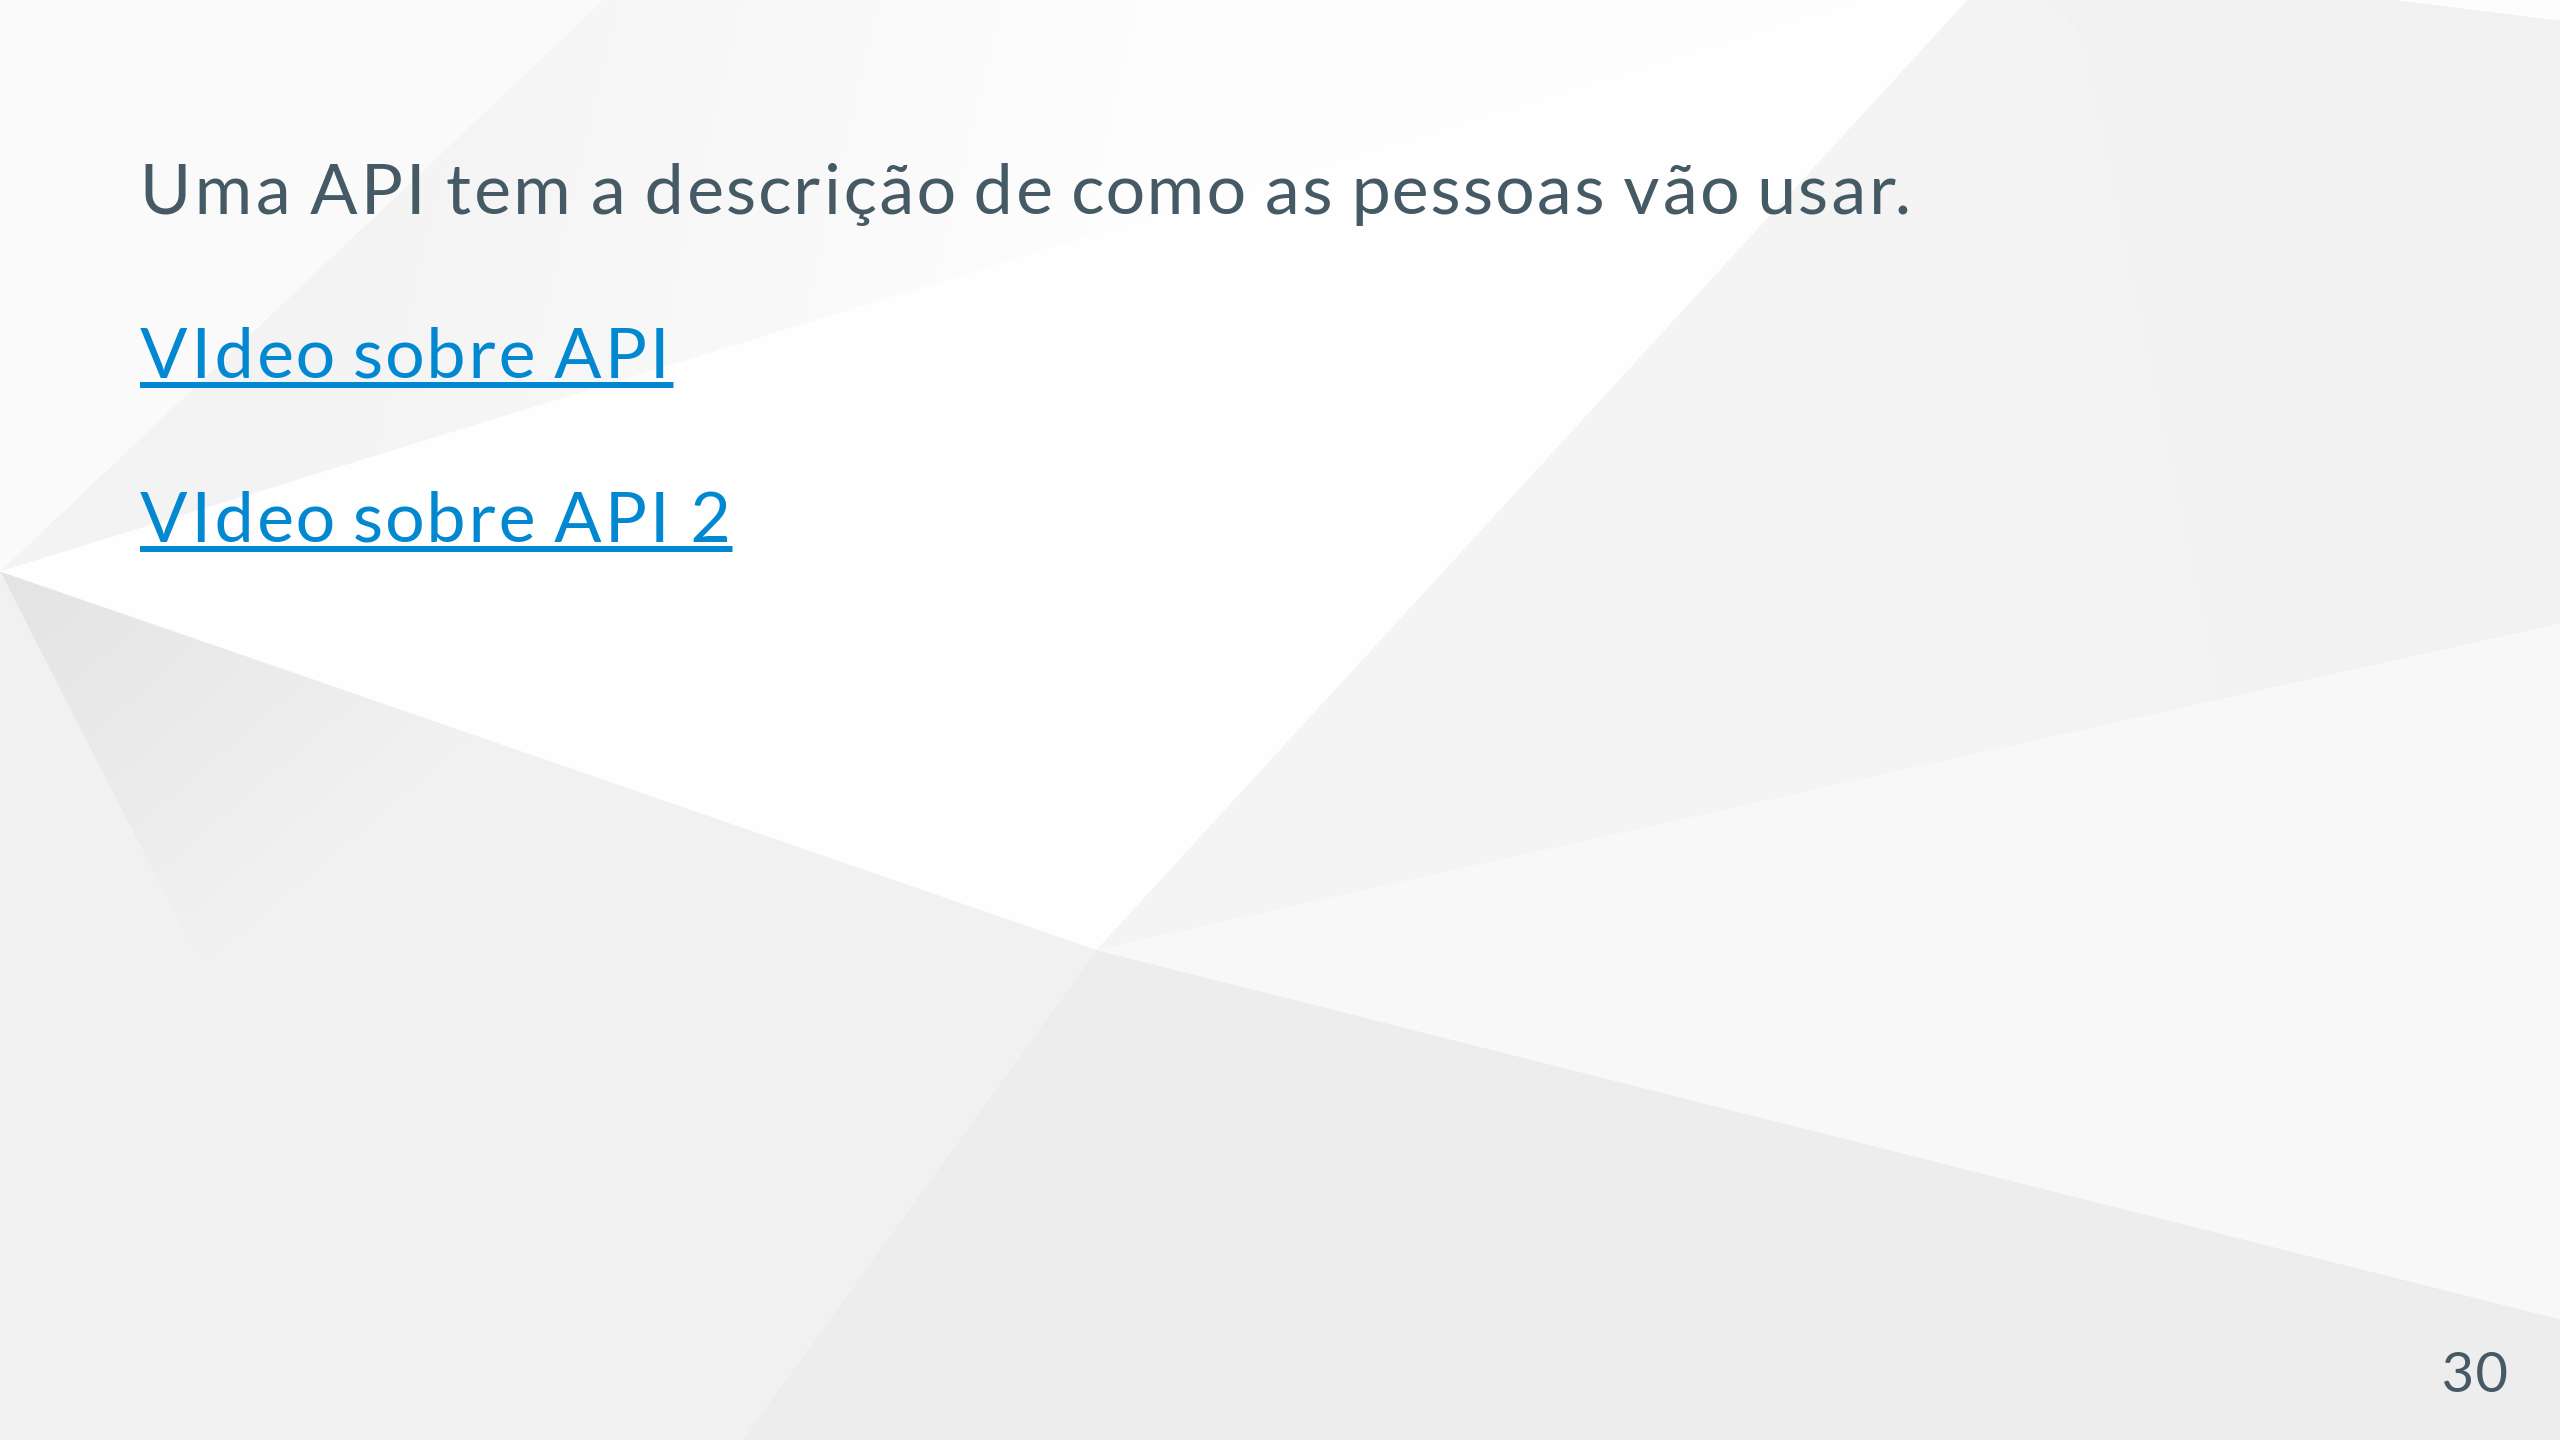 Uma API tem a descrição de como as pessoas vão usar.
VIdeo sobre API
VIdeo sobre API 2
30